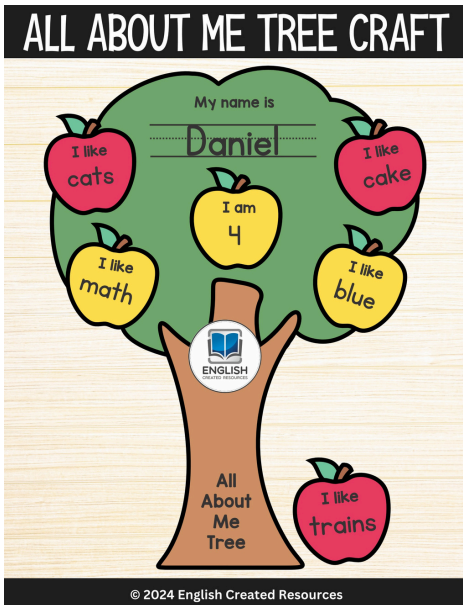 ALL ABOUT ME TREE CRAFT
My name is
Daniel
I like
cats
I like
cake
I am
4
I like
math
I like
blue
ENGLISH
CREATED RESOURCES
All
About
Me
Tree
I like
trains
© 2024 English Created Resources